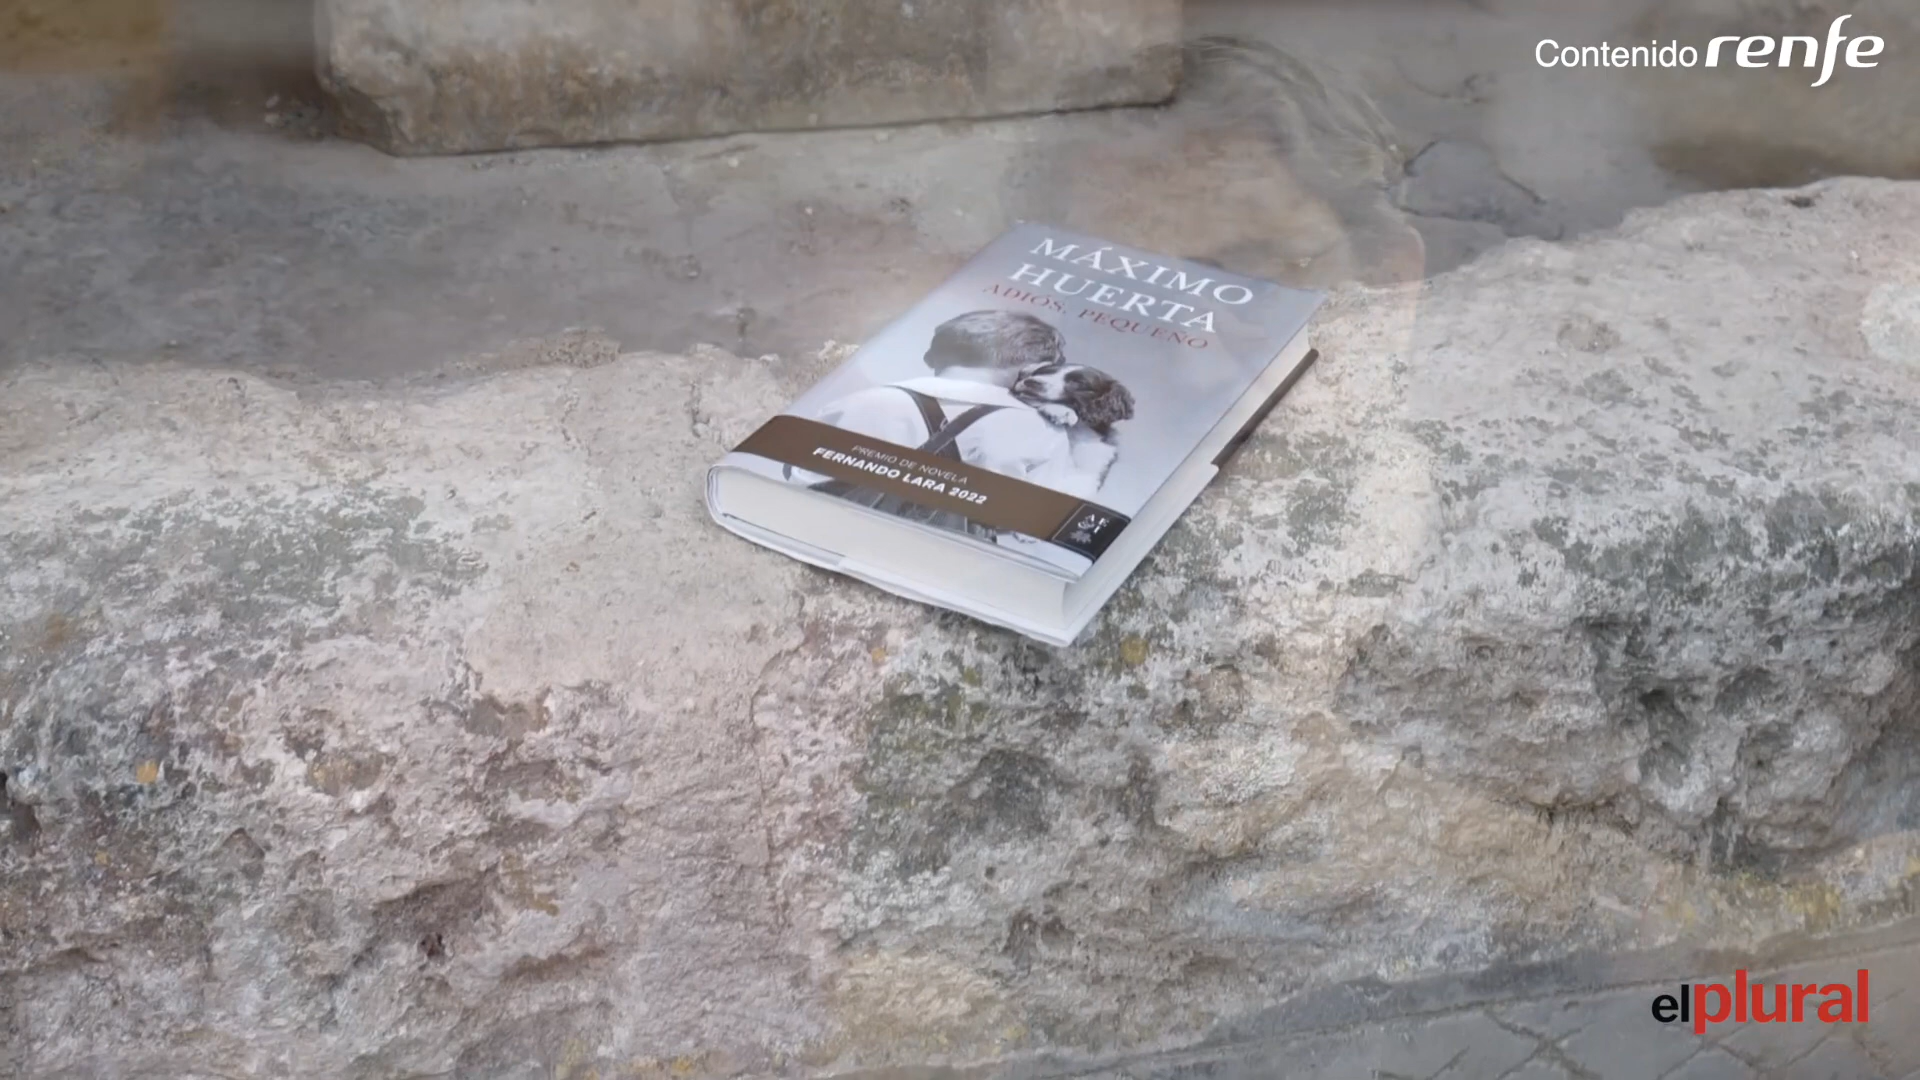 Contenido renfe
MÁXIMO
HUERTA
ADIÓS, PEQUEÑO
PREMIO DE NOVELA
FERNANDO LARA 2022
elplural